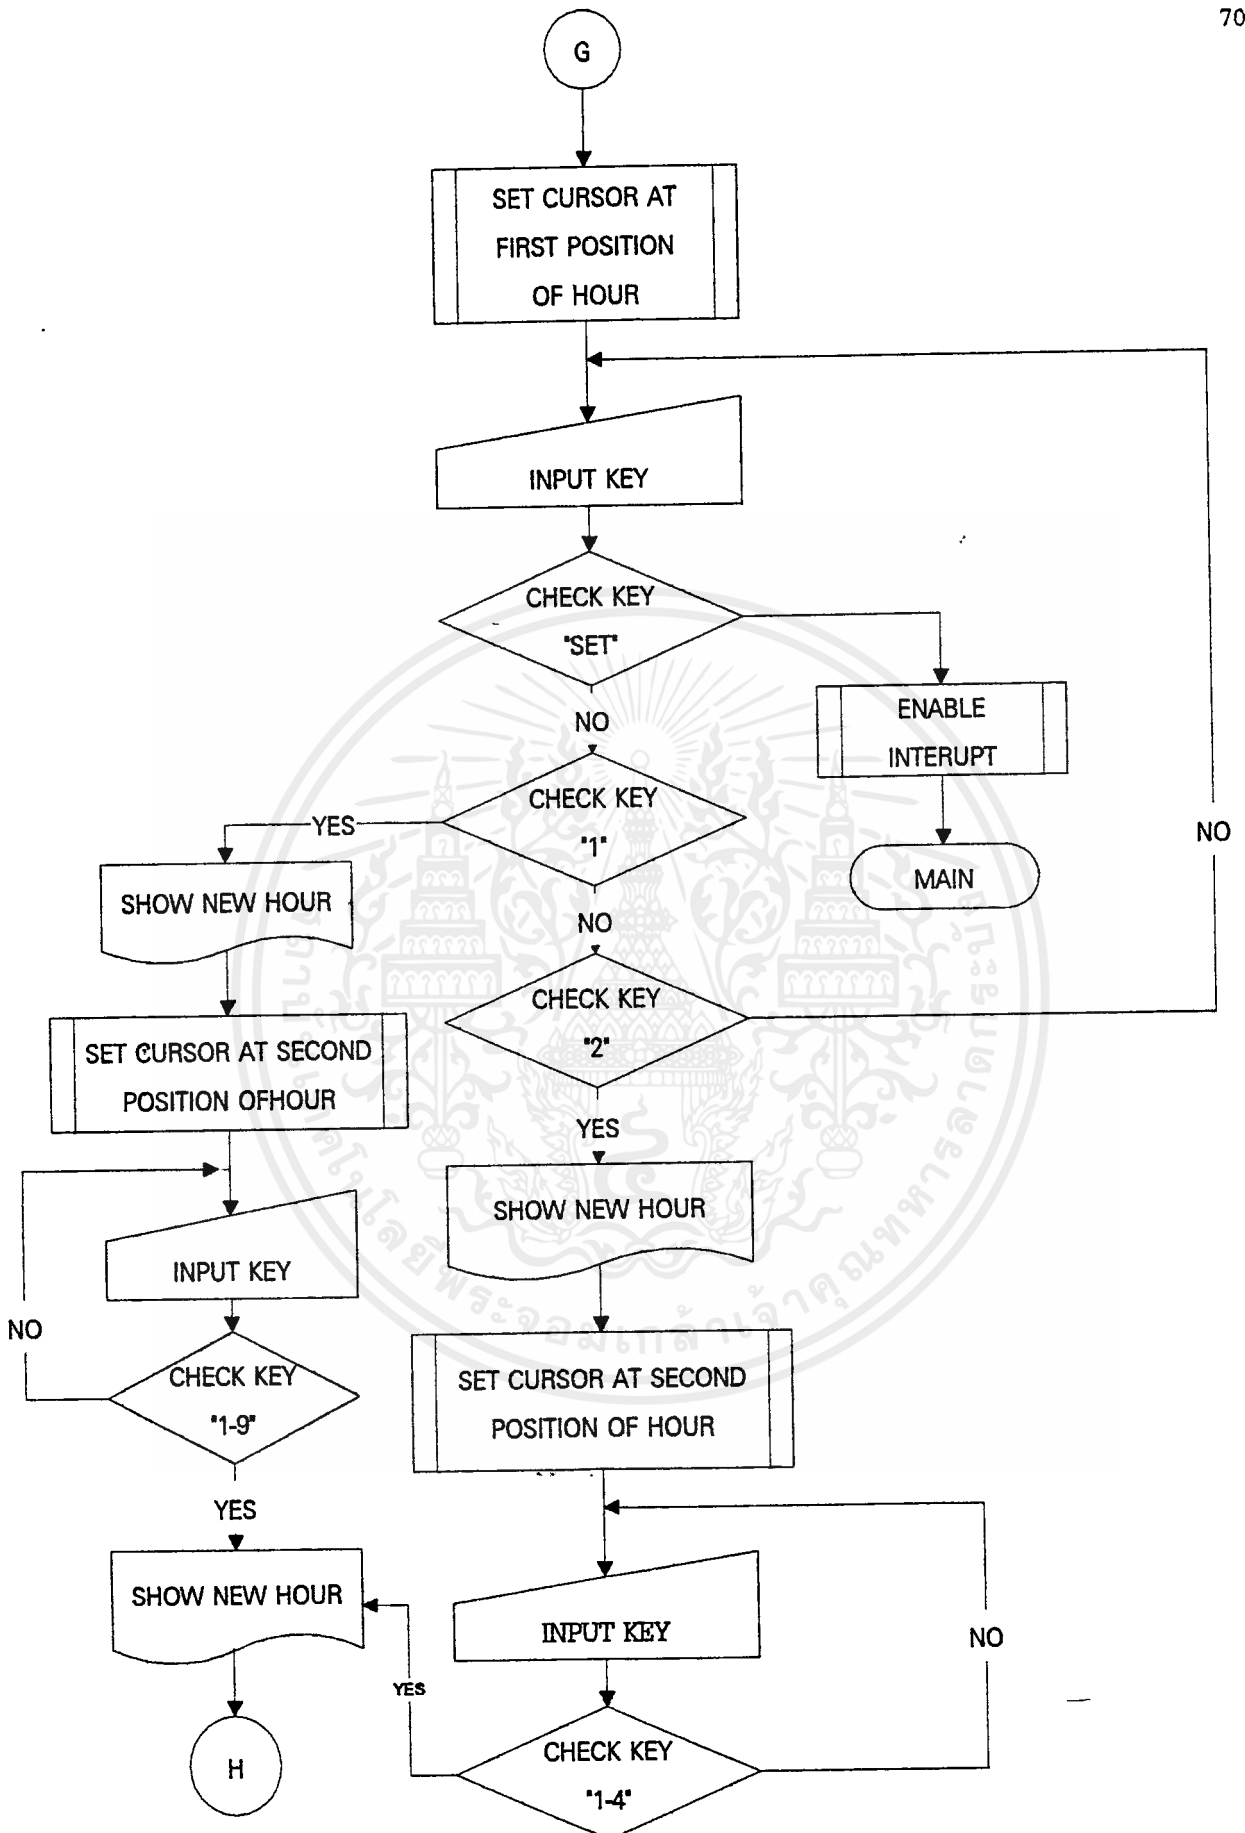 70
G
SET CURSOR AT
FIRST POSITION
OF HOUR
INPUT KEY
CHECK KEY
"SET"
NO
ENABLE
INTERUPT
CHECK KEY
"1"
YES
NO
MAIN
SHOW NEW HOUR
NO
CHECK KEY
"2"
SET CURSOR AT SECOND
POSITION OFHOUR
YES
SHOW NEW HOUR
INPUT KEY
NO
CHECK KEY
"1-9"
SET CURSOR AT SECOND
POSITION OF HOUR
YES
SHOW NEW HOUR
INPUT KEY
NO
YES
H
CHECK KEY
"1-4"